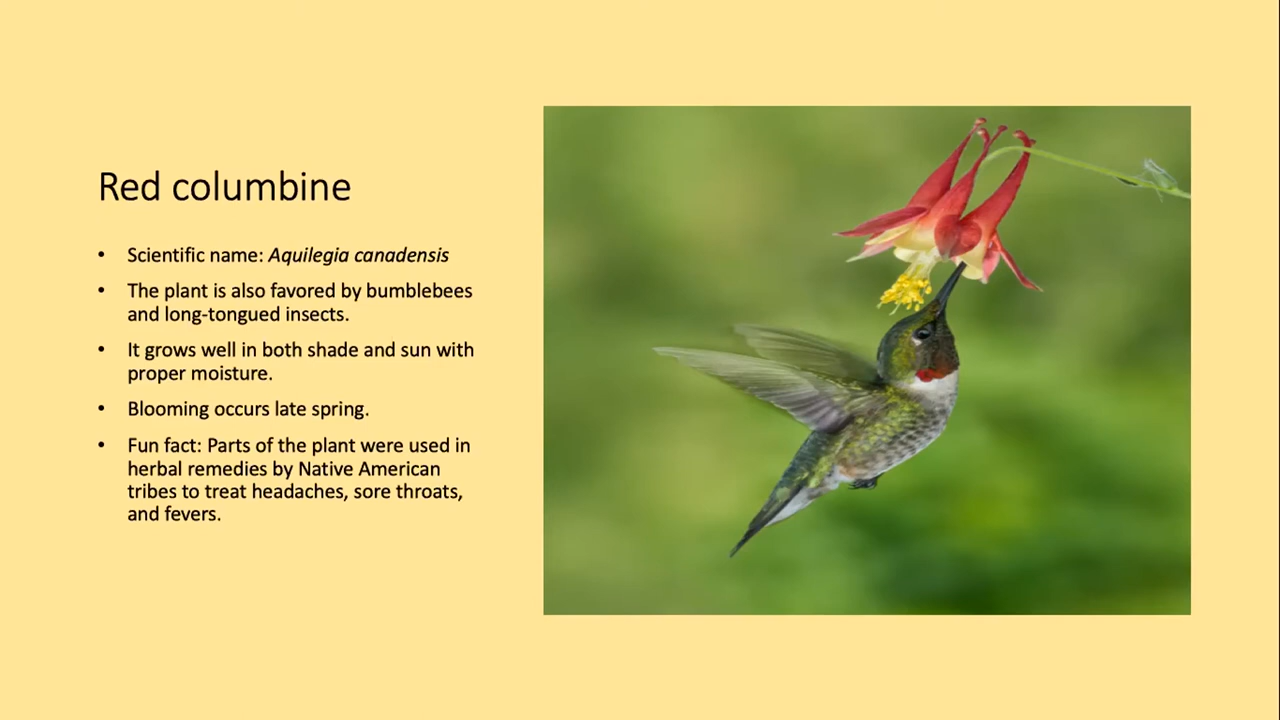 Red columbine
• Scientific name: Aquilegia canadensis
• The plant is also favored by bumblebees
and long-tongued insects.
• It grows well in both shade and sun with
proper moisture.
• Blooming occurs late spring.
• Fun fact: Parts of the plant were used in
herbal remedies by Native American
tribes to treat headaches, sore throats,
and fevers.